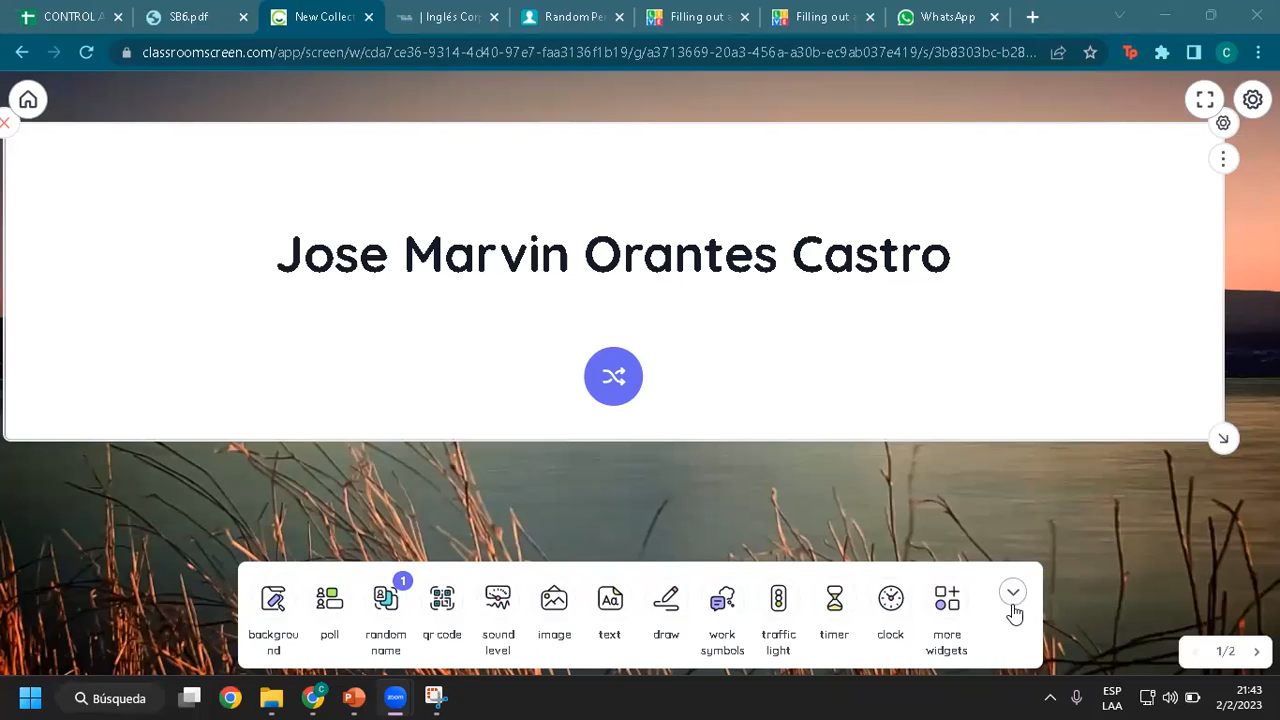 CONTROL A
SB6.pdf
New Collect
| Inglés Cor
Random Pe
Filling out a
Filling out a
WhatsApp
classroomscreen.com/app/screen/w/cda7ce36-9314-4d40-97e7-faa3136f1b19/g/a3713669-20a3-456a-a30b-ec9ab037e419/s/3b8303bc-b28...
C
Jose Marvin Orantes Castro
1
backgrou
nd
poll
random
name
qr code
sound
level
image
text
draw
work
symbols
traffic
light
timer
clock
more
widgets
1/2
Búsqueda
ESP
LAA
21:43
2/2/2023